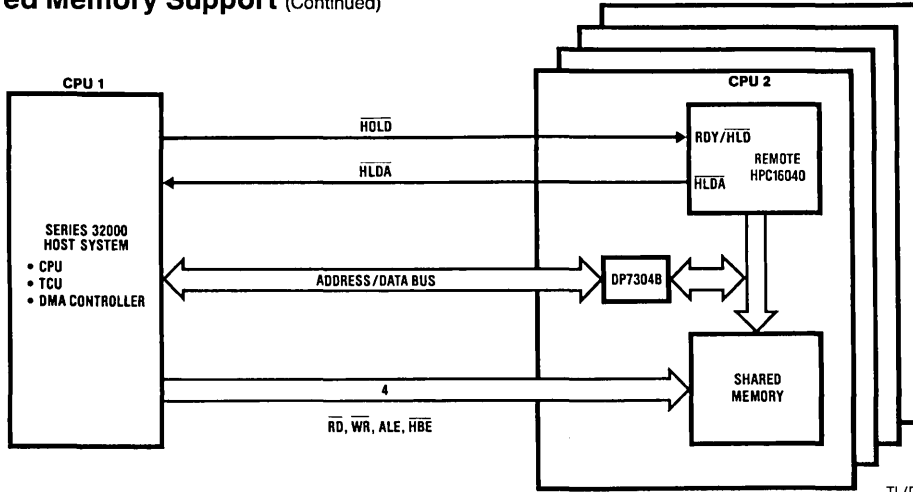 ed Memory Support (Continued)
CPU 1
CPU 2
HOLD
RDY/HLD
REMOTE
HPC16040
HLDA
HLDA
SERIES 32000
HOST SYSTEM
• CPU
• TCU
• DMA CONTROLLER
ADDRESS/DATA BUS
DP7304B
4
SHARED
MEMORY
RD, WR, ALE, HBE